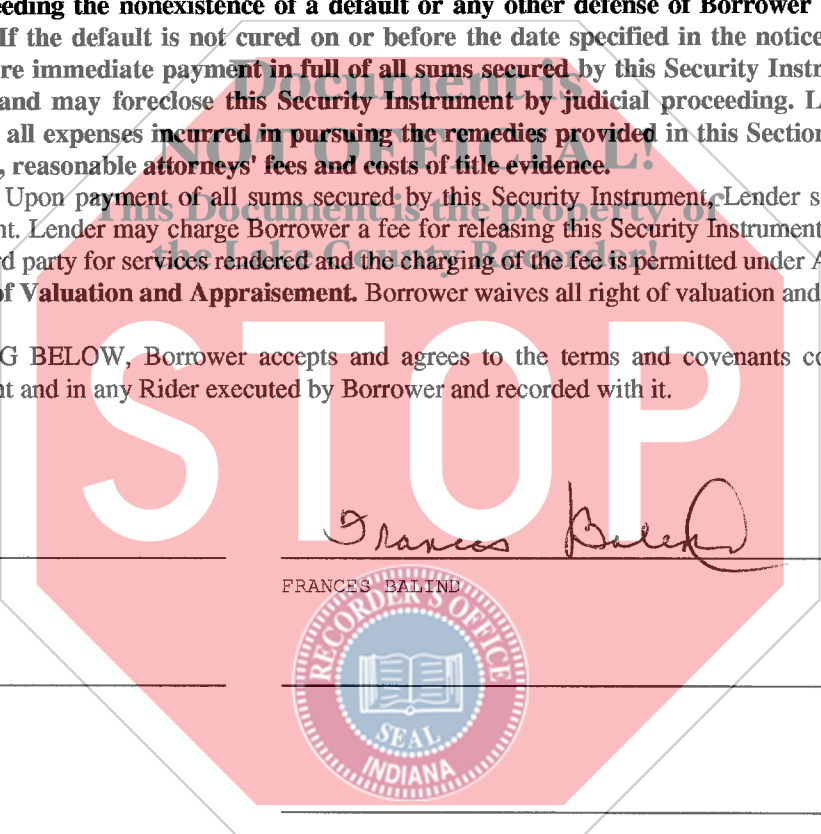 eeding the nonexistence of a default or any other defense of Borrower
If the default is not cured on or before the date specified in the notice
re immediate payment in full of all sums secured by this Security Instr
and may foreclose this Security Instrument by judicial proceeding. L
all expenses incurred in pursuing the remedies provided in this Section
, reasonable attorneys' fees and costs of title evidence.
Upon payment of all sums secured by this Security Instrument, Lender s
nt. Lender may charge Borrower a fee for releasing this Security Instrument
rd party for services rendered and the charging of the fee is permitted under A
of Valuation and Appraisement. Borrower waives all right of valuation and
G BELOW, Borrower accepts and agrees to the terms and covenants co
nt and in any Rider executed by Borrower and recorded with it.
Document is
NOT OFFICIAL!
This Document is the property of
the Lake County Recorder!
STOP
Frances Balind
FRANCES BALIND
RECORDER'S OFFICE
SEAL
INDIANA